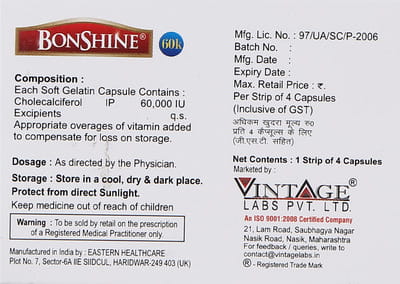 BONSHINE® 60k
Composition :
Each Soft Gelatin Capsule Contains :
Cholecalciferol IP 60,000 IU
Excipients q.s.
Appropriate overages of vitamin added
to compensate for loss on storage.
Dosage : As directed by the Physician.
Storage : Store in a cool, dry & dark place.
Protect from direct Sunlight.
Keep medicine out of reach of children
Warning : To be sold by retail on the prescription
of a Registered Medical Practitioner only.
Manufactured in India by : EASTERN HEALTHCARE
Plot No. 7, Sector-6A IIE SIIDCUL, HARIDWAR-249 403 (UK)
Mfg. Lic. No. : 97/UA/SC/P-2006
Batch No. :
Mfg. Date :
Expiry Date :
Max. Retail Price : ₹.
Per Strip of 4 Capsules
(Inclusive of GST)
अधिकतम खुदरा मूल्य रु०
प्रति 4 कैप्सूल्स के लिए
(जी.एस.टी. सहित)
Net Contents : 1 Strip of 4 Capsules
Marketed by :
VINTAGE®
LABS PVT. LTD.
An ISO 9001:2008 Certified Company
21, Lam Road, Saubhagya Nagar
Nasik Road, Nasik, Maharashtra
For feedback/queries, write to
contact@vintagelabs.in
® - Registered Trade Mark